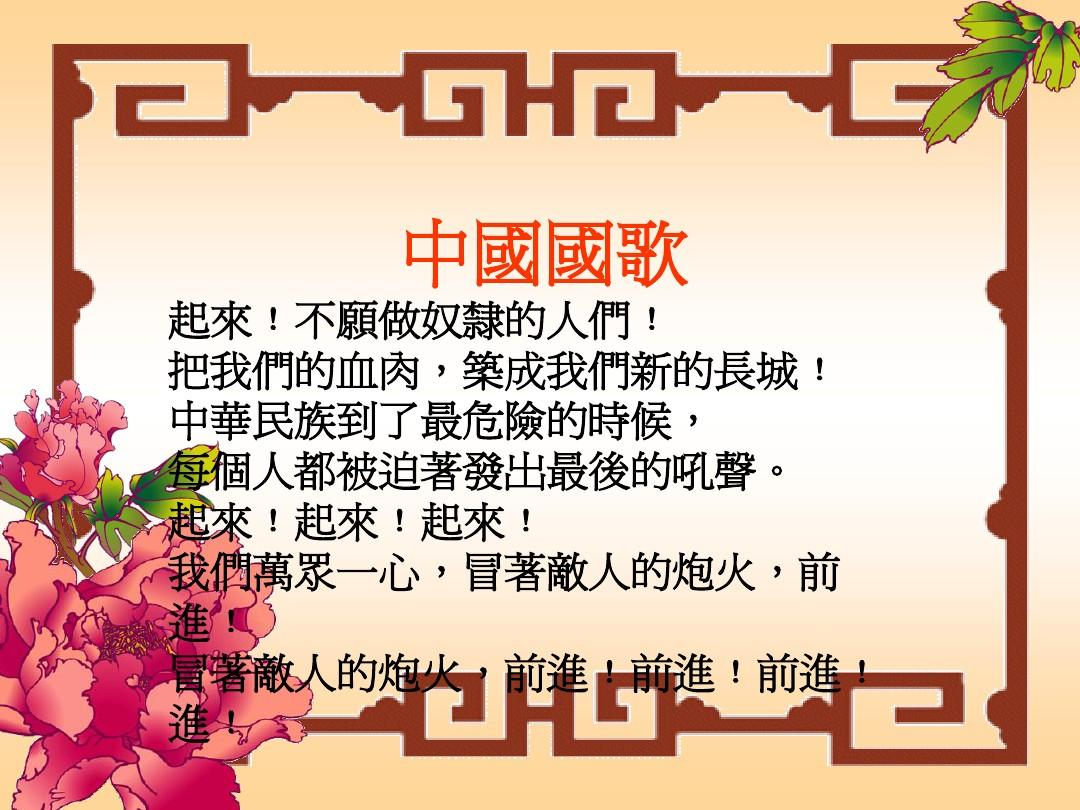 中國國歌
起來！不願做奴隸的人們！
把我們的血肉，築成我們新的長城！
中華民族到了最危險的時候，
每個人都被迫著發出最後的吼聲。
起來！起來！起來！
我們萬眾一心，冒著敵人的炮火，前
進！
冒著敵人的炮火，前進！前進！前進！
進！